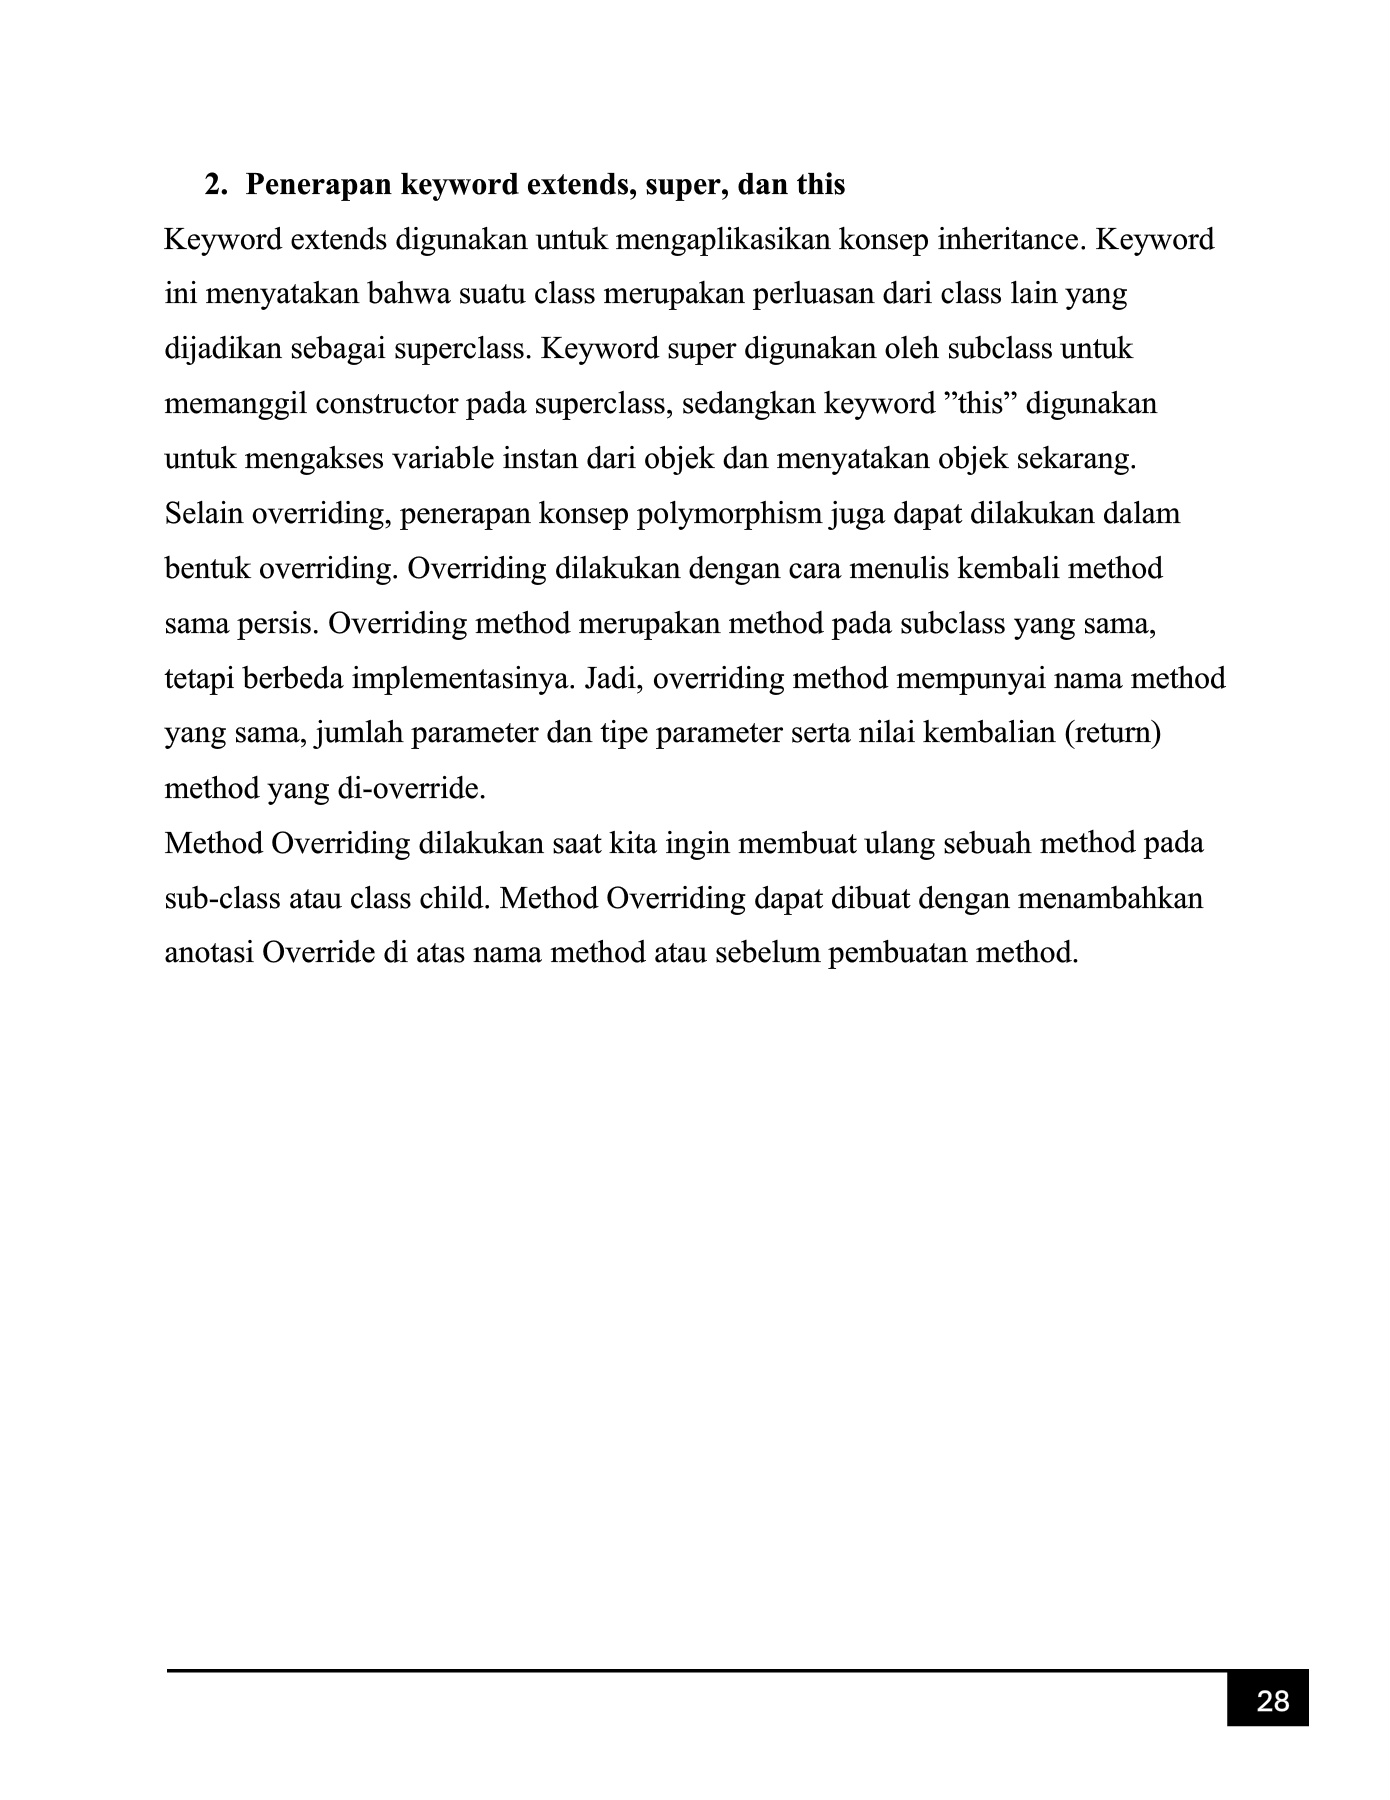 2. Penerapan keyword extends, super, dan this
Keyword extends digunakan untuk mengaplikasikan konsep inheritance. Keyword
ini menyatakan bahwa suatu class merupakan perluasan dari class lain yang
dijadikan sebagai superclass. Keyword super digunakan oleh subclass untuk
memanggil constructor pada superclass, sedangkan keyword ”this” digunakan
untuk mengakses variable instan dari objek dan menyatakan objek sekarang.
Selain overriding, penerapan konsep polymorphism juga dapat dilakukan dalam
bentuk overriding. Overriding dilakukan dengan cara menulis kembali method
sama persis. Overriding method merupakan method pada subclass yang sama,
tetapi berbeda implementasinya. Jadi, overriding method mempunyai nama method
yang sama, jumlah parameter dan tipe parameter serta nilai kembalian (return)
method yang di-override.
Method Overriding dilakukan saat kita ingin membuat ulang sebuah method pada
sub-class atau class child. Method Overriding dapat dibuat dengan menambahkan
anotasi Override di atas nama method atau sebelum pembuatan method.
28